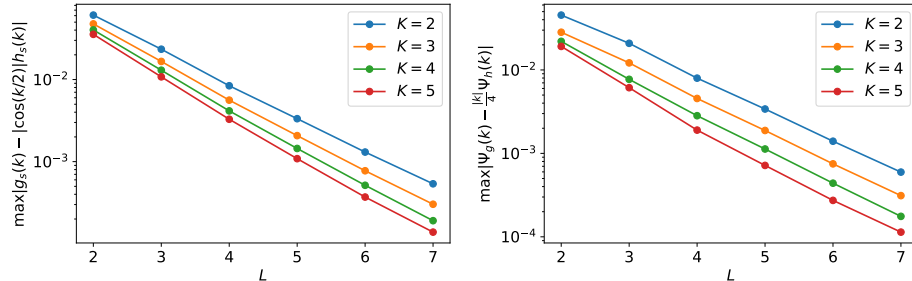 max|g_s(k) − |cos(k/2)|h_s(k)|
10⁻²
10⁻³
2 3 4 5 6 7
L
K = 2
K = 3
K = 4
K = 5
max|Ψ_g(k) − |k|/4 Ψ_h(k)|
10⁻²
10⁻³
10⁻⁴
2 3 4 5 6 7
L
K = 2
K = 3
K = 4
K = 5